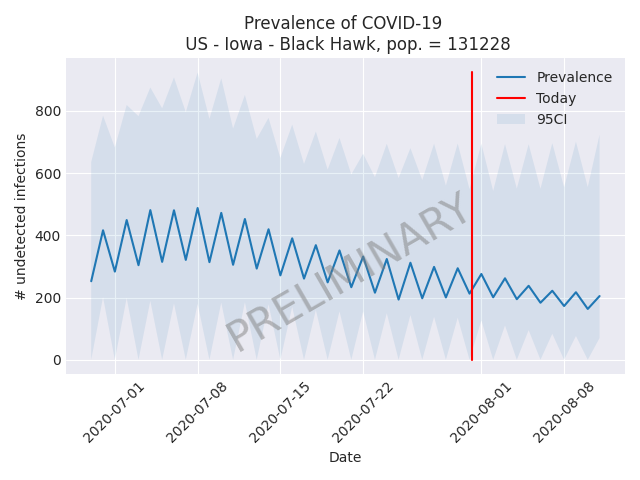 Prevalence of COVID-19
US - Iowa - Black Hawk, pop. = 131228
Prevalence
Today
95CI
# undetected infections
800
600
400
200
0
PRELIMINARY
2020-07-01
2020-07-08
2020-07-15
2020-07-22
2020-08-01
2020-08-08
Date